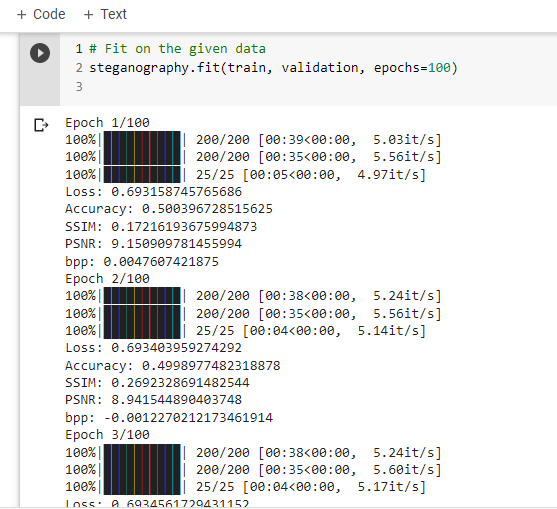 + Code + Text
1 # Fit on the given data
2 steganography.fit(train, validation, epochs=100)
3
Epoch 1/100
100%|██████████| 200/200 [00:39<00:00, 5.03it/s]
100%|██████████| 200/200 [00:35<00:00, 5.56it/s]
100%|██████████| 25/25 [00:05<00:00, 4.97it/s]
Loss: 0.693158745765686
Accuracy: 0.500396728515625
SSIM: 0.17216193675994873
PSNR: 9.150909781455994
bpp: 0.0047607421875
Epoch 2/100
100%|██████████| 200/200 [00:38<00:00, 5.24it/s]
100%|██████████| 200/200 [00:35<00:00, 5.56it/s]
100%|██████████| 25/25 [00:04<00:00, 5.14it/s]
Loss: 0.693403959274292
Accuracy: 0.4998977482318878
SSIM: 0.2692328691482544
PSNR: 8.941544890403748
bpp: -0.0012270212173461914
Epoch 3/100
100%|██████████| 200/200 [00:38<00:00, 5.24it/s]
100%|██████████| 200/200 [00:35<00:00, 5.60it/s]
100%|██████████| 25/25 [00:04<00:00, 5.17it/s]
Loss: 0.6934561729431152